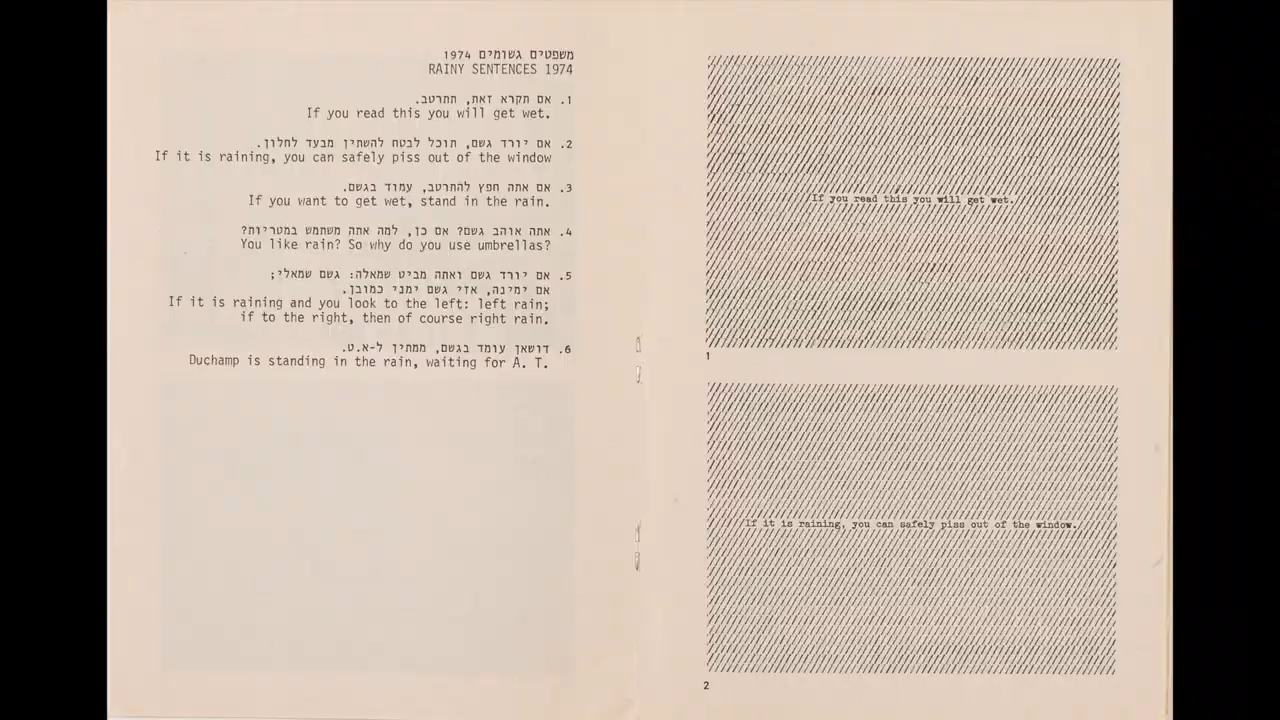 משפטים גשומים 1974
RAINY SENTENCES 1974
1. אם תקרא זאת, תתרטב.
If you read this you will get wet.
2. אם יורד גשם, תוכל לבטח להשתין מבעד לחלון.
If it is raining, you can safely piss out of the window
3. אם אתה חפץ להתרטב, עמוד בגשם.
If you want to get wet, stand in the rain.
4. אתה אוהב גשם? אם כן, למה אתה משתמש במטריות?
You like rain? So why do you use umbrellas?
5. אם יורד גשם ואתה מביט שמאלה: גשם שמאלי;
אם ימינה, אזי גשם ימני כמובן.
If it is raining and you look to the left: left rain;
if to the right, then of course right rain.
6. דושאן עומד בגשם, ממתין ל-א.ט.
Duchamp is standing in the rain, waiting for A. T.
If you read this you will get wet.
1
If it is raining, you can safely piss out of the window.
2